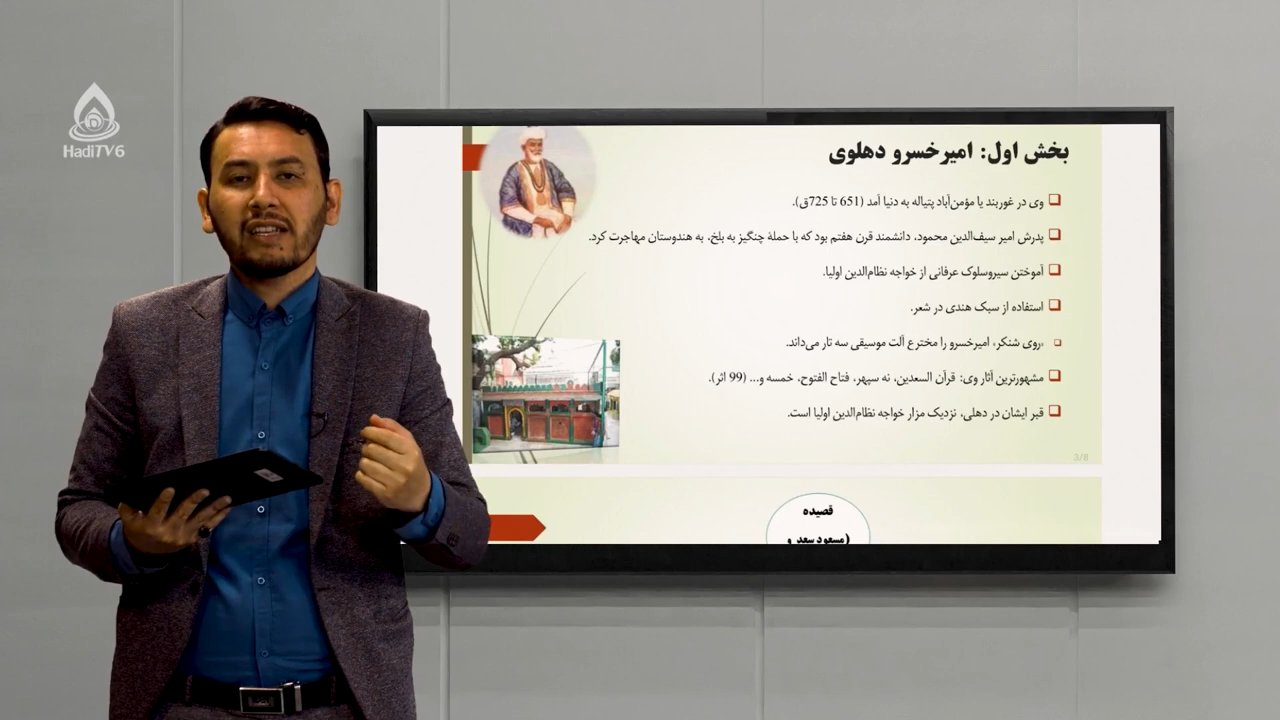 HadiTV6
بخش اول: امیرخسرو دهلوی
وی در غوربند یا مؤمن‌آباد پتیاله به دنیا آمد (651 تا 725ق).
پدرش امیر سیف‌الدین محمود، دانشمند قرن هفتم بود که با حملهٔ چنگیز به بلخ، به هندوستان مهاجرت کرد.
آموختن سیروسلوک عرفانی از خواجه نظام‌الدین اولیا.
استفاده از سبک هندی در شعر.
روی شنکر، امیرخسرو را مخترع آلت موسیقی سه تار می‌داند.
مشهورترین آثار وی: قرآن السعدین، نه سپهر، فتاح الفتوح، خمسه و... (99 اثر).
قبر ایشان در دهلی، نزدیک مزار خواجه نظام‌الدین اولیا است.
3/8
قصیده
(مسعود سعد و